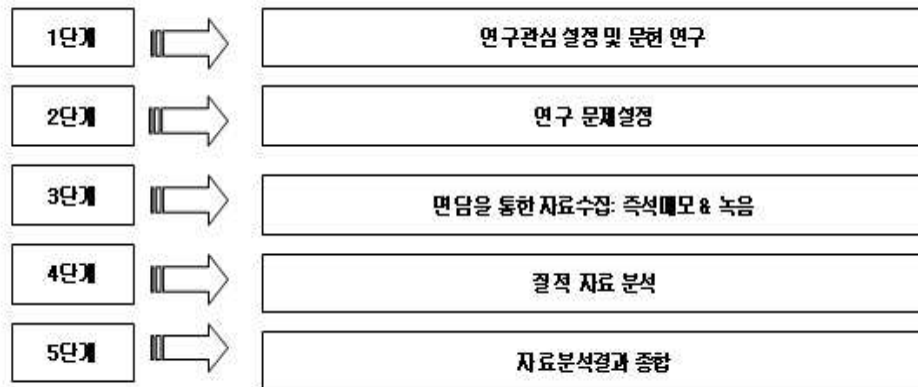 1단계
연구관심 설정 및 문헌 연구
2단계
연구 문제설정
3단계
면담을 통한 자료수집: 즉석메모 & 녹음
4단계
질적 자료 분석
5단계
자료분석결과 종합